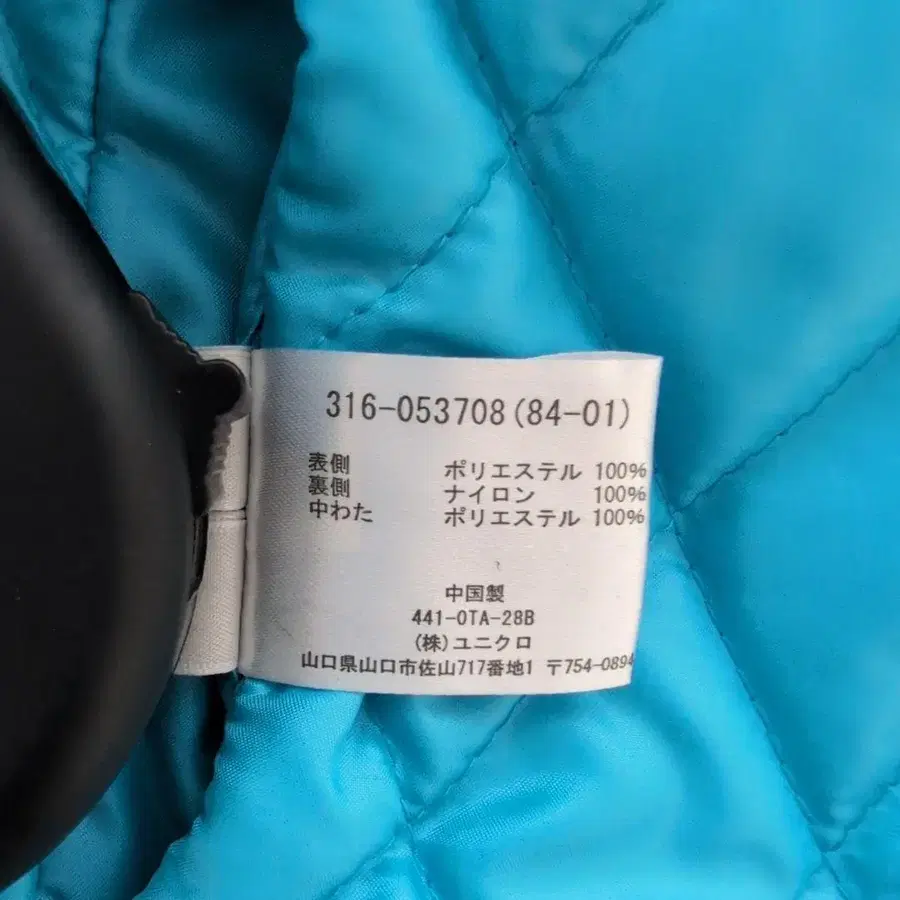 316-053708(84-01)
表側 ポリエステル 100%
裏側 ナイロン 100%
中わた ポリエステル 100%
中国製
441-OTA-28B
(株)ユニクロ
山口県山口市佐山717番地1 〒754-0894